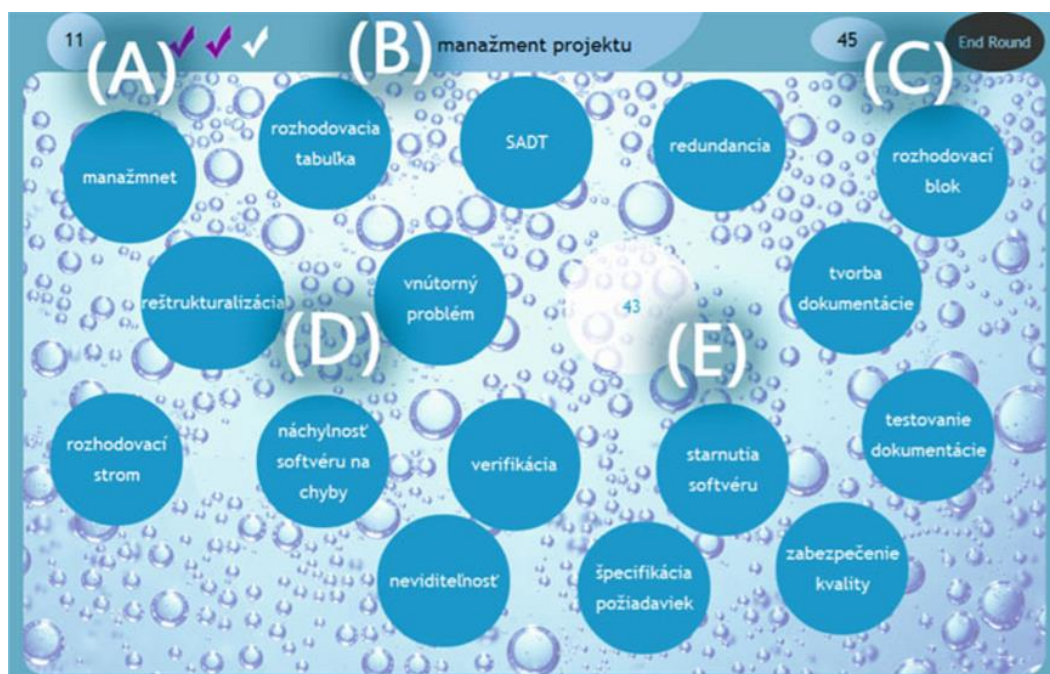 11
(A)
(B)
manažment projektu
45
(C)
End Round
manažmnet
rozhodovacia
tabuľka
SADT
redundancia
rozhodovací
blok
reštrukturalizácia
vnútorný
problém
43
tvorba
dokumentácie
(D)
(E)
rozhodovací
strom
náchylnosť
softvéru na
chyby
verifikácia
starnutia
softvéru
testovanie
dokumentácie
neviditeľnosť
špecifikácia
požiadaviek
zabezpečenie
kvality